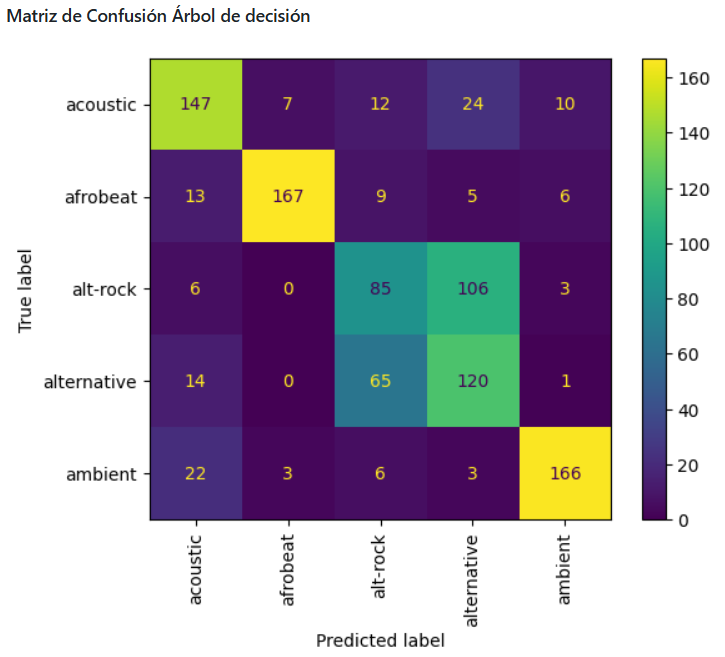 Matriz de Confusión Árbol de decisión
acoustic 147 7 12 24 10
afrobeat 13 167 9 5 6
alt-rock 6 0 85 106 3
alternative 14 0 65 120 1
ambient 22 3 6 3 166
True label
acoustic afrobeat alt-rock alternative ambient
Predicted label
160
140
120
100
80
60
40
20
0